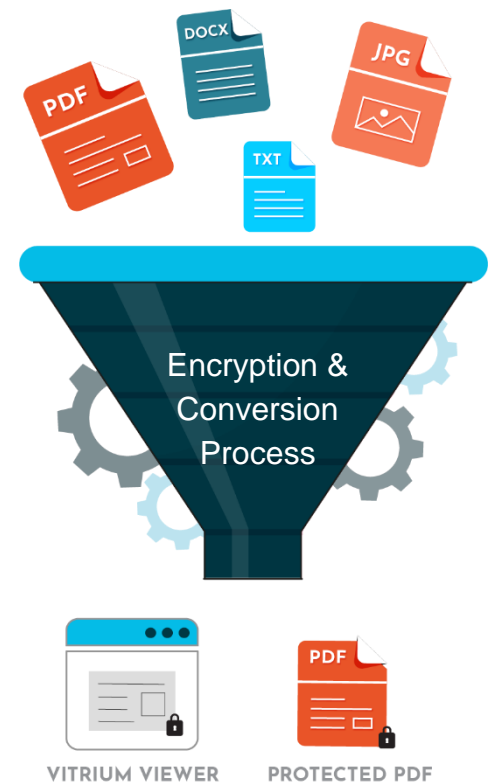 DOCX
JPG
PDF
TXT
Encryption &
Conversion
Process
PDF
VITRIUM VIEWER
PROTECTED PDF